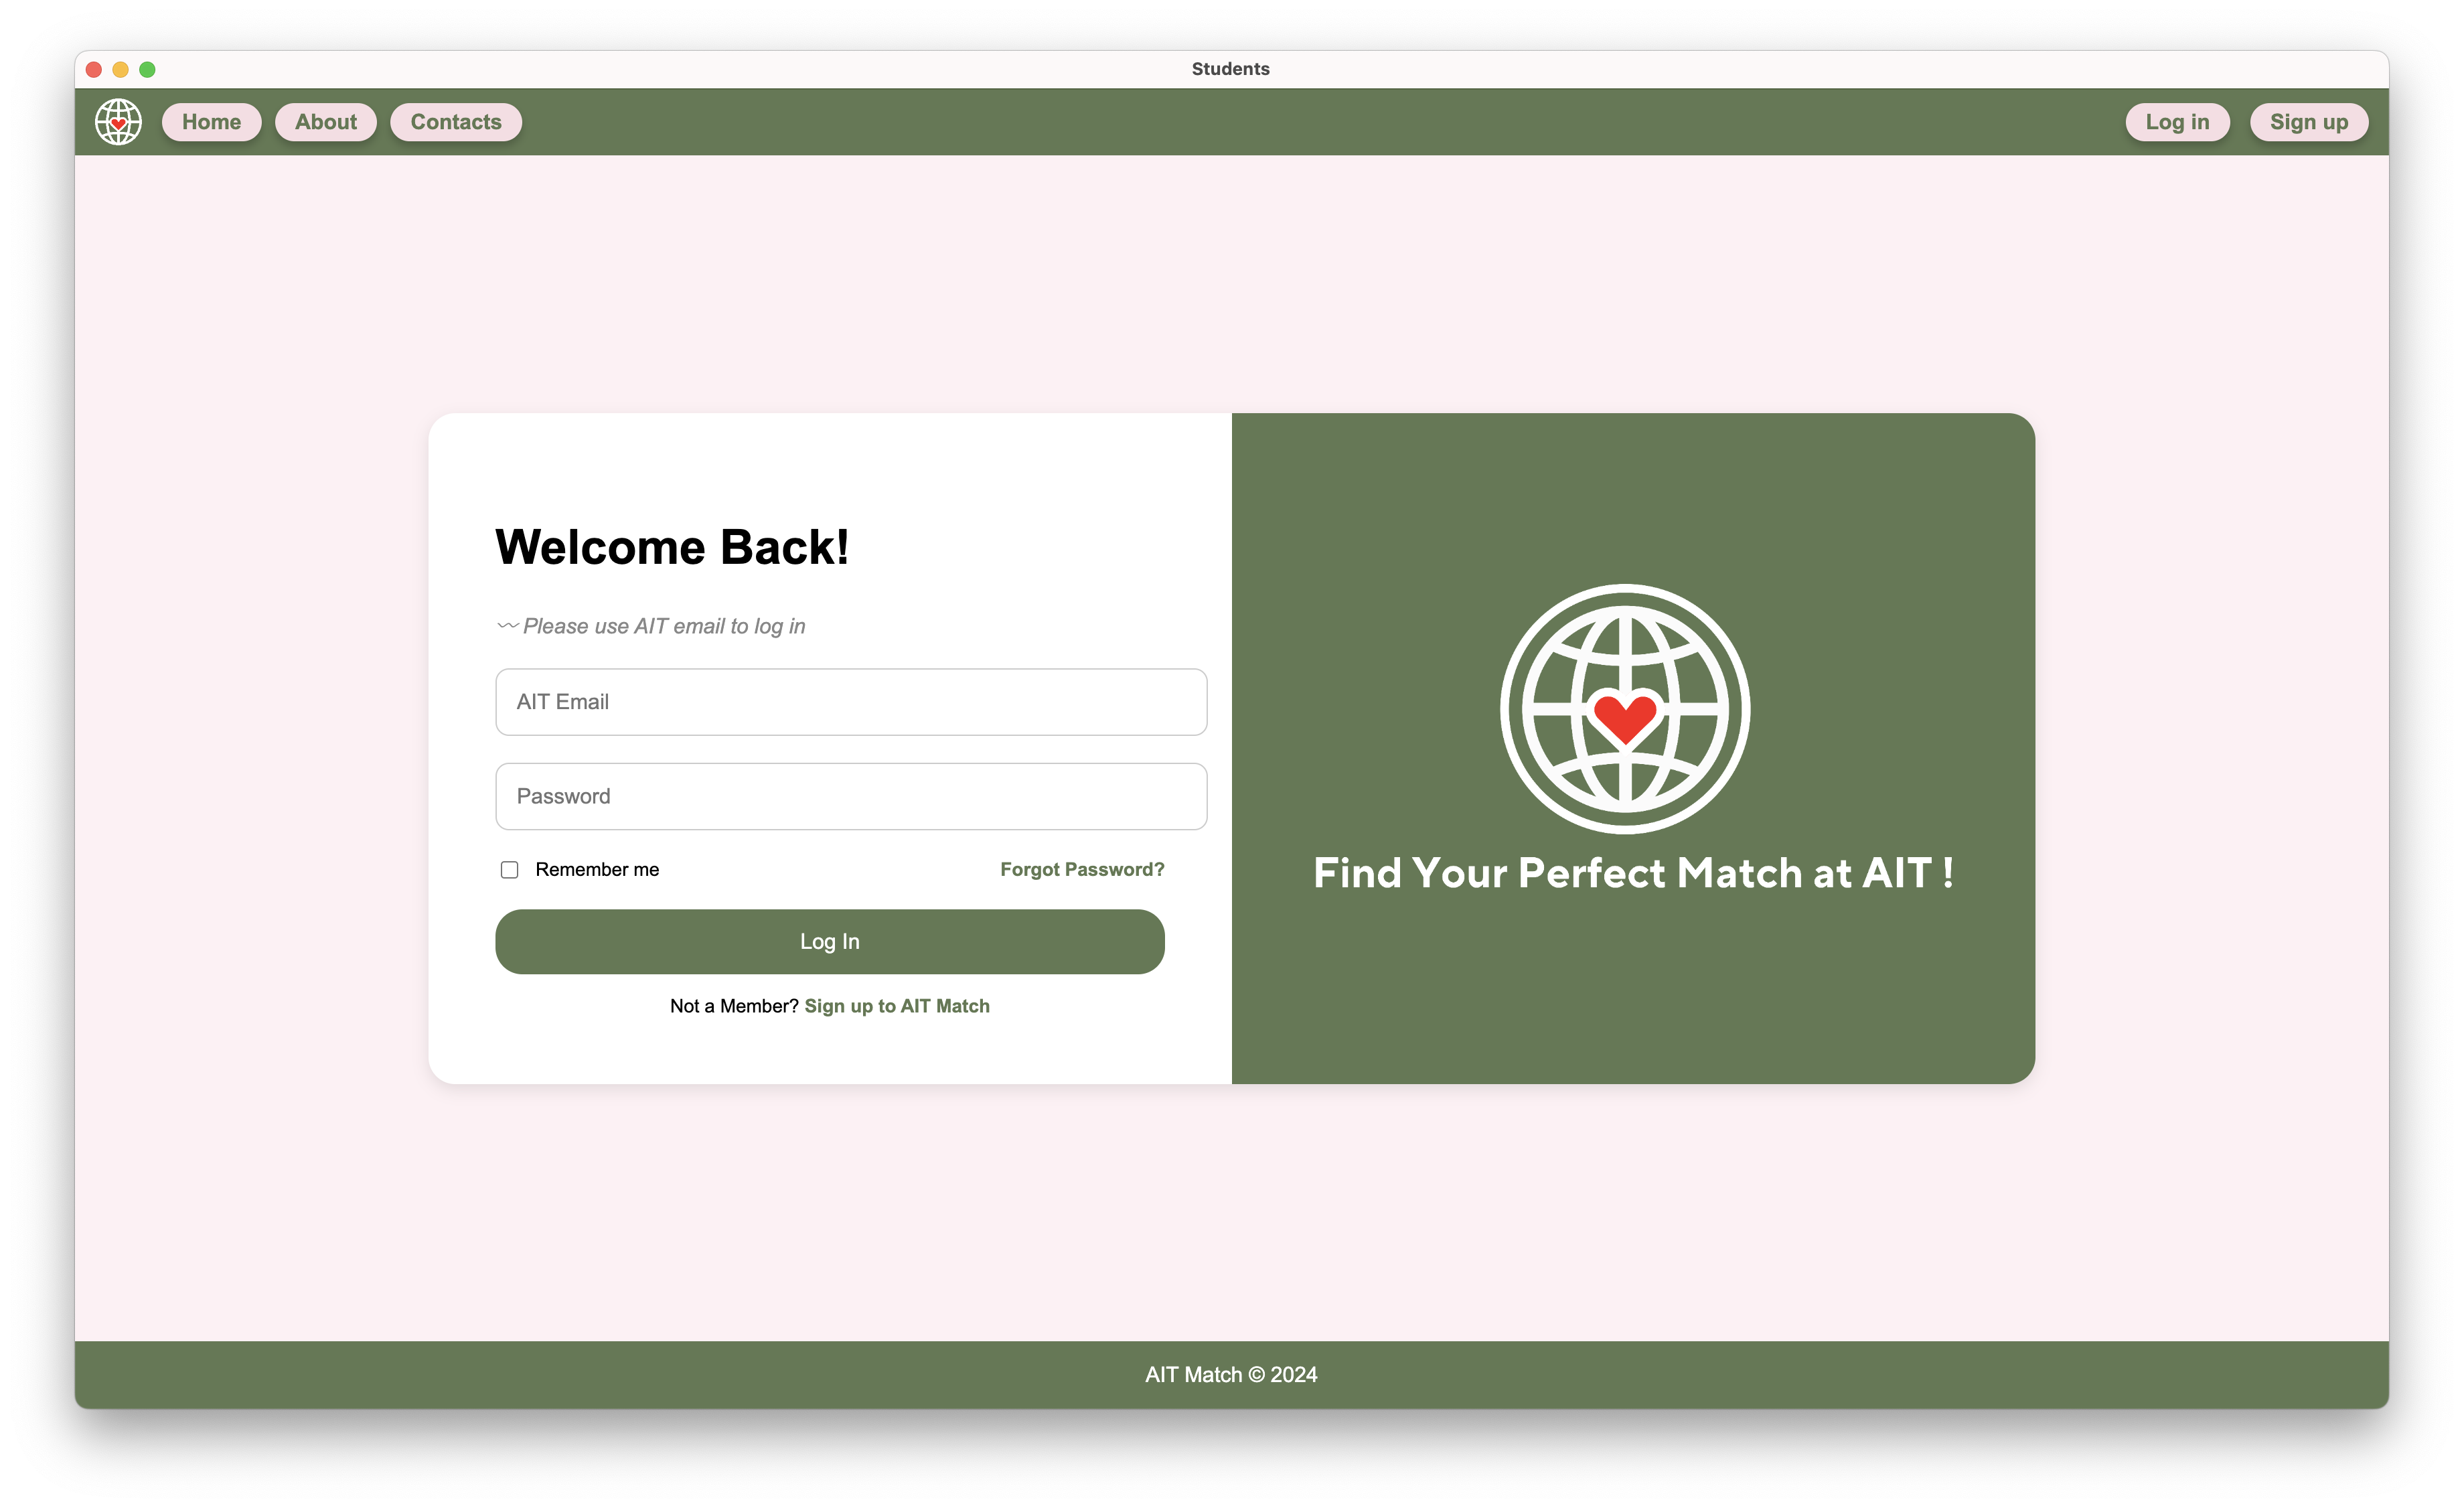 Students
Home About Contacts Log in Sign up
Welcome Back!
Please use AIT email to log in
AIT Email
Password
Remember me Forgot Password?
Log In
Not a Member? Sign up to AIT Match
Find Your Perfect Match at AIT !
AIT Match © 2024